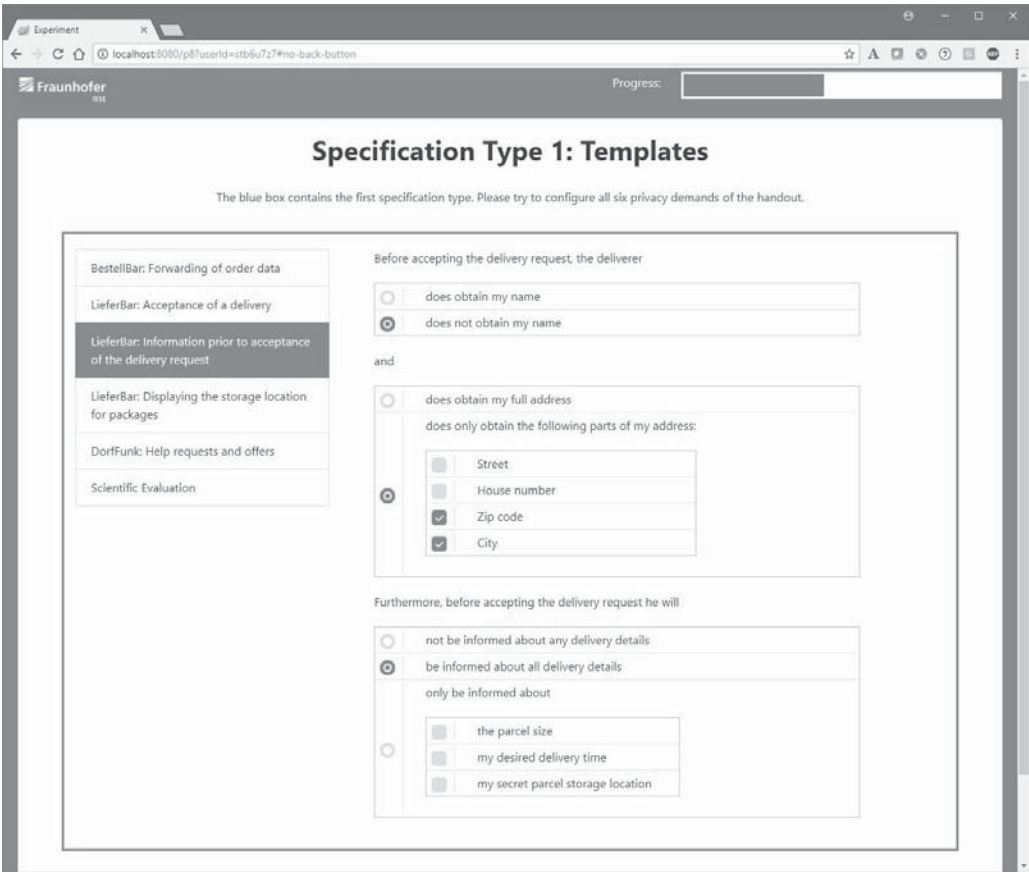 Experiment
localhost:8080/p8?userId=stb6u7z7#no-back-button
Fraunhofer
IESE
Progress:
Specification Type 1: Templates
The blue box contains the first specification type. Please try to configure all six privacy demands of the handout.
BestellBar: Forwarding of order data
LieferBar: Acceptance of a delivery
LieferBar: Information prior to acceptance
of the delivery request
LieferBar: Displaying the storage location
for packages
DorfFunk: Help requests and offers
Scientific Evaluation
Before accepting the delivery request, the deliverer
does obtain my name
does not obtain my name
and
does obtain my full address
does only obtain the following parts of my address:
Street
House number
Zip code
City
Furthermore, before accepting the delivery request he will
not be informed about any delivery details
be informed about all delivery details
only be informed about
the parcel size
my desired delivery time
my secret parcel storage location